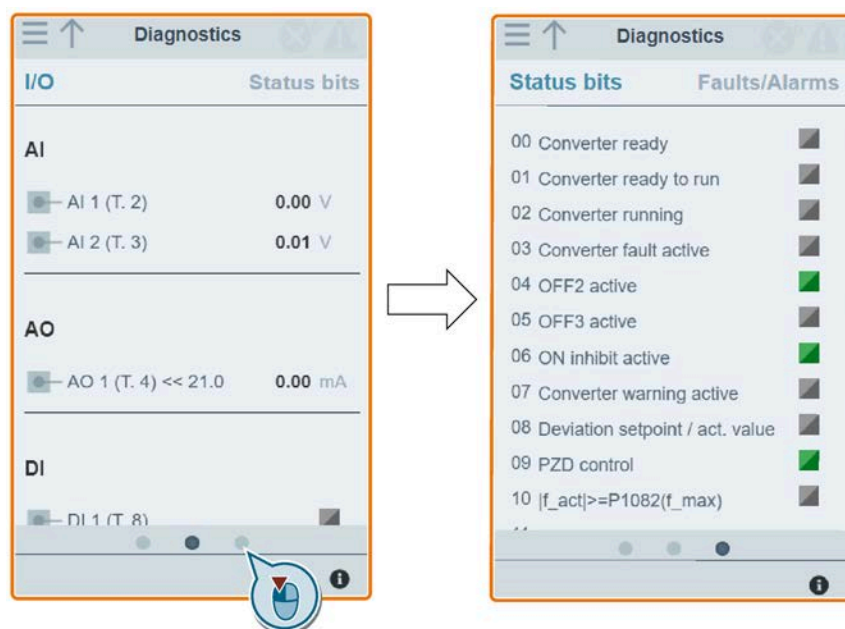 Diagnostics
I/O Status bits
AI
AI 1 (T. 2) 0.00 V
AI 2 (T. 3) 0.01 V
AO
AO 1 (T. 4) << 21.0 0.00 mA
DI
DI 1 (T. 8)
Diagnostics
Status bits Faults/Alarms
00 Converter ready
01 Converter ready to run
02 Converter running
03 Converter fault active
04 OFF2 active
05 OFF3 active
06 ON inhibit active
07 Converter warning active
08 Deviation setpoint / act. value
09 PZD control
10 |f_act|>=P1082(f_max)